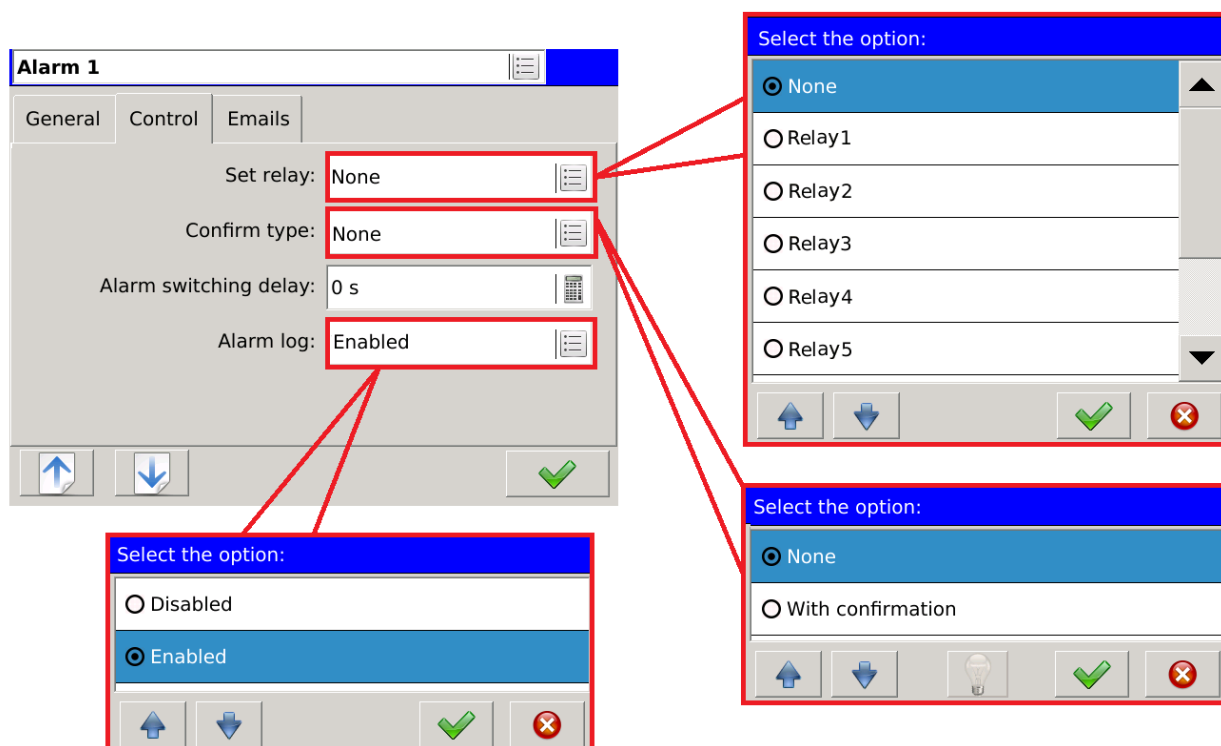 Alarm 1
General
Control
Emails
Set relay: None
Confirm type: None
Alarm switching delay: 0 s
Alarm log: Enabled
Select the option:
None
Relay1
Relay2
Relay3
Relay4
Relay5
Select the option:
None
With confirmation
Select the option:
Disabled
Enabled